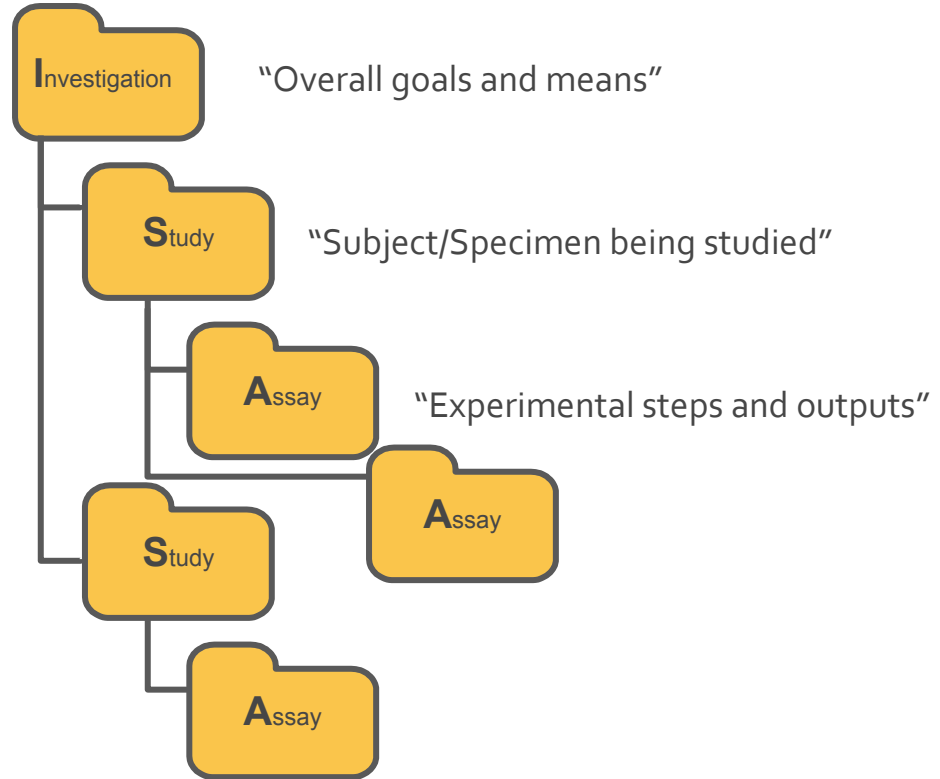 Investigation
“Overall goals and means”
Study
“Subject/Specimen being studied”
Assay
“Experimental steps and outputs”
Assay
Study
Assay